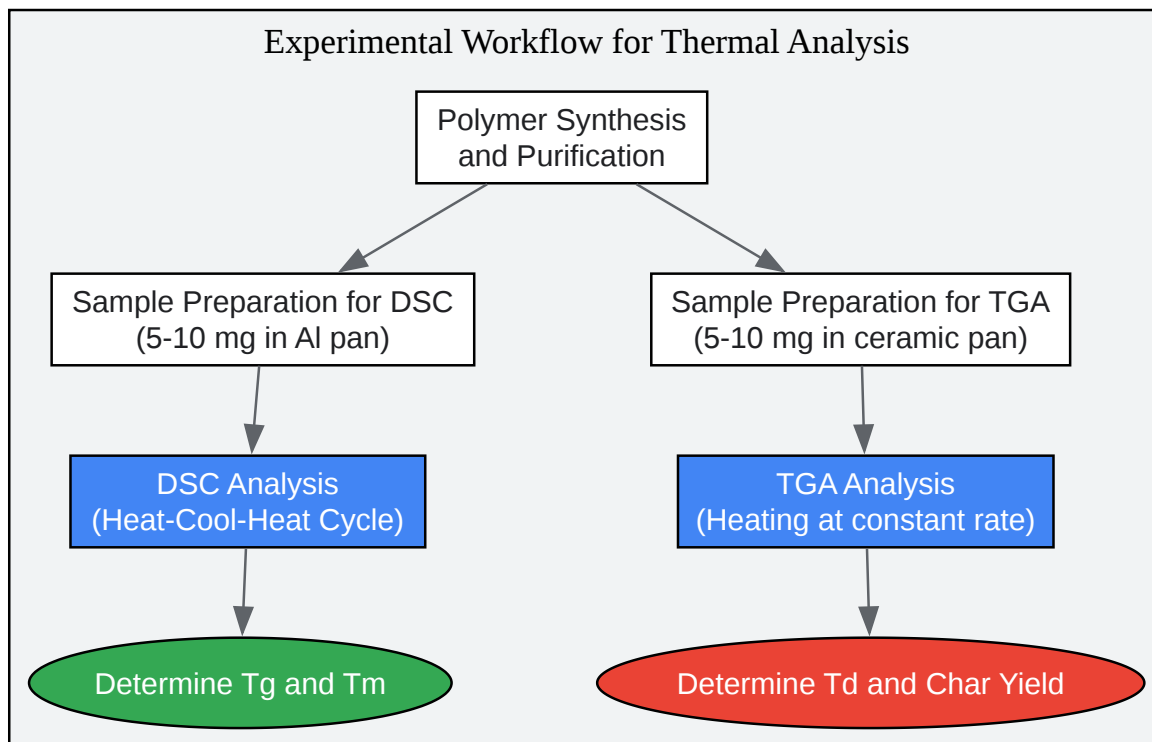 Experimental Workflow for Thermal Analysis
Polymer Synthesis
and Purification
Sample Preparation for DSC
(5-10 mg in Al pan)
Sample Preparation for TGA
(5-10 mg in ceramic pan)
DSC Analysis
(Heat-Cool-Heat Cycle)
TGA Analysis
(Heating at constant rate)
Determine Tg and Tm
Determine Td and Char Yield